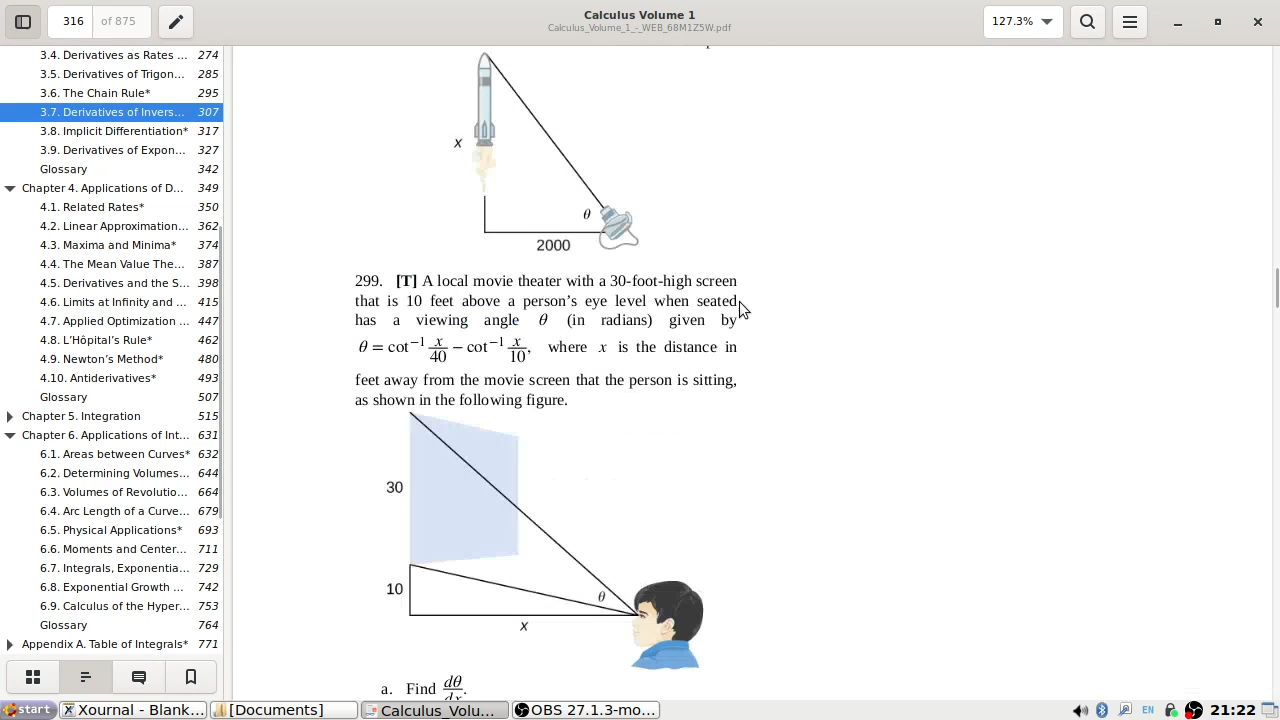 316 of 875
Calculus Volume 1
Calculus_Volume_1_-_WEB_68M1Z5W.pdf
127.3%
3.4. Derivatives as Rates ... 274
3.5. Derivatives of Trigon... 285
3.6. The Chain Rule* 295
3.7. Derivatives of Invers... 307
3.8. Implicit Differentiation* 317
3.9. Derivatives of Expon... 327
Glossary 342
Chapter 4. Applications of D... 349
4.1. Related Rates* 350
4.2. Linear Approximation... 362
4.3. Maxima and Minima* 374
4.4. The Mean Value The... 387
4.5. Derivatives and the S... 398
4.6. Limits at Infinity and ... 415
4.7. Applied Optimization ... 447
4.8. L'Hôpital's Rule* 462
4.9. Newton's Method* 480
4.10. Antiderivatives* 493
Glossary 507
Chapter 5. Integration 515
Chapter 6. Applications of Int... 631
6.1. Areas between Curves* 632
6.2. Determining Volumes... 644
6.3. Volumes of Revolutio... 664
6.4. Arc Length of a Curve... 679
6.5. Physical Applications* 693
6.6. Moments and Center... 711
6.7. Integrals, Exponentia... 729
6.8. Exponential Growth ... 742
6.9. Calculus of the Hyper... 753
Glossary 764
Appendix A. Table of Integrals* 771
x
θ
2000
299. [T] A local movie theater with a 30-foot-high screen
that is 10 feet above a person's eye level when seated
has a viewing angle θ (in radians) given by
θ = cot⁻¹ x/40 − cot⁻¹ x/10, where x is the distance in
feet away from the movie screen that the person is sitting,
as shown in the following figure.
30
10
θ
x
a. Find dθ/dx.
start
Xournal - Blank...
[Documents]
Calculus_Volu...
OBS 27.1.3-mo...
EN
21:22